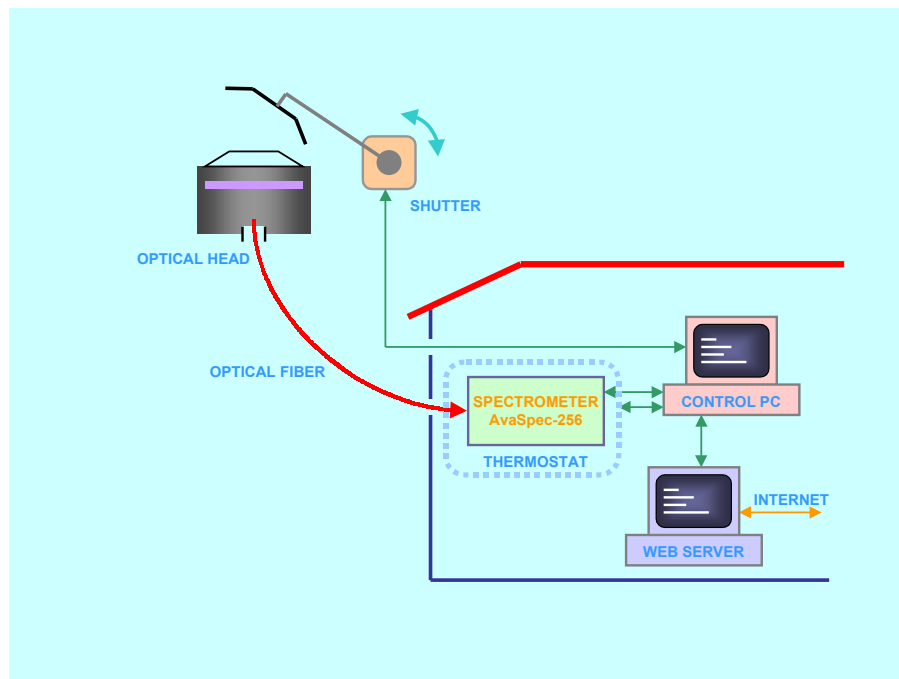 SHUTTER
OPTICAL HEAD
OPTICAL FIBER
SPECTROMETER
AvaSpec-256
THERMOSTAT
CONTROL PC
INTERNET
WEB SERVER